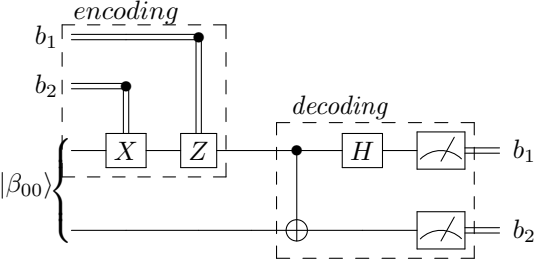 encoding
b₁
b₂
decoding
X Z H b₁
|β₀₀⟩
b₂